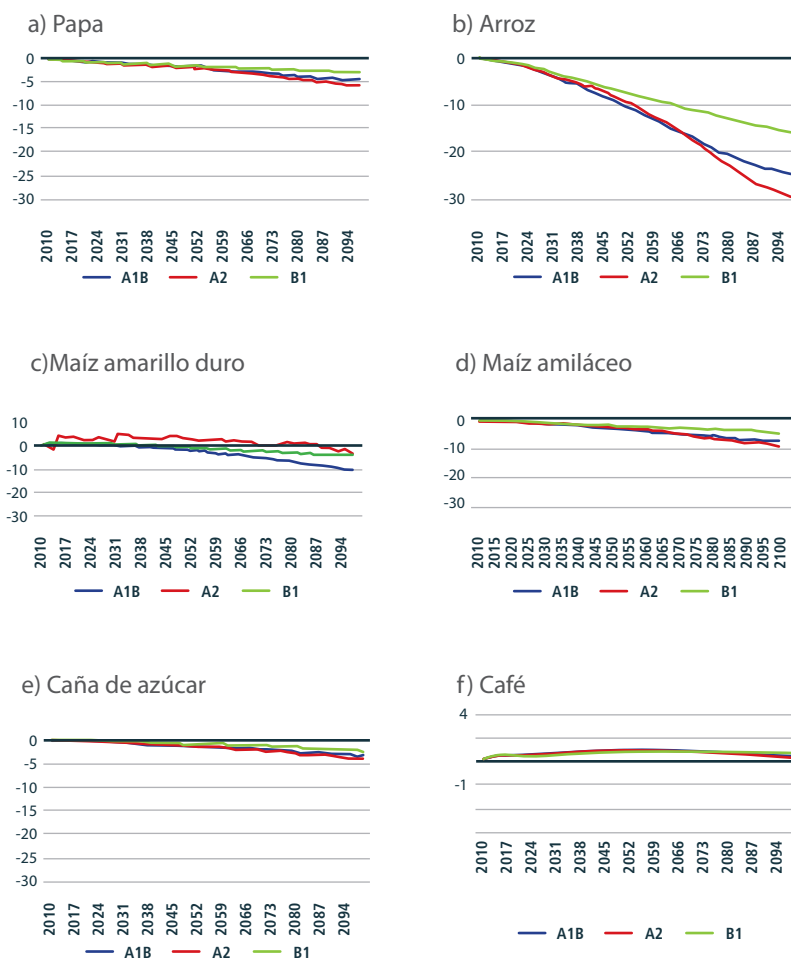 a) Papa
0
-5
-10
-15
-20
-25
-30
2010 2017 2024 2031 2038 2045 2052 2059 2066 2073 2080 2087 2094
A1B A2 B1
b) Arroz
0
-10
-20
-30
2010 2017 2024 2031 2038 2045 2052 2059 2066 2073 2080 2087 2094
A1B A2 B1
c)Maíz amarillo duro
10
0
-10
-20
-30
2010 2017 2024 2031 2038 2045 2052 2059 2066 2073 2080 2087 2094
A1B A2 B1
d) Maíz amiláceo
0
-10
-20
-30
2010 2015 2020 2025 2030 2035 2040 2045 2050 2055 2060 2065 2070 2075 2080 2085 2090 2095 2100
A1B A2 B1
e) Caña de azúcar
0
-5
-10
-15
-20
-25
-30
2010 2017 2024 2031 2038 2045 2052 2059 2066 2073 2080 2087 2094
A1B A2 B1
f) Café
4
-1
2010 2017 2024 2031 2038 2045 2052 2059 2066 2073 2080 2087 2094
A1B A2 B1